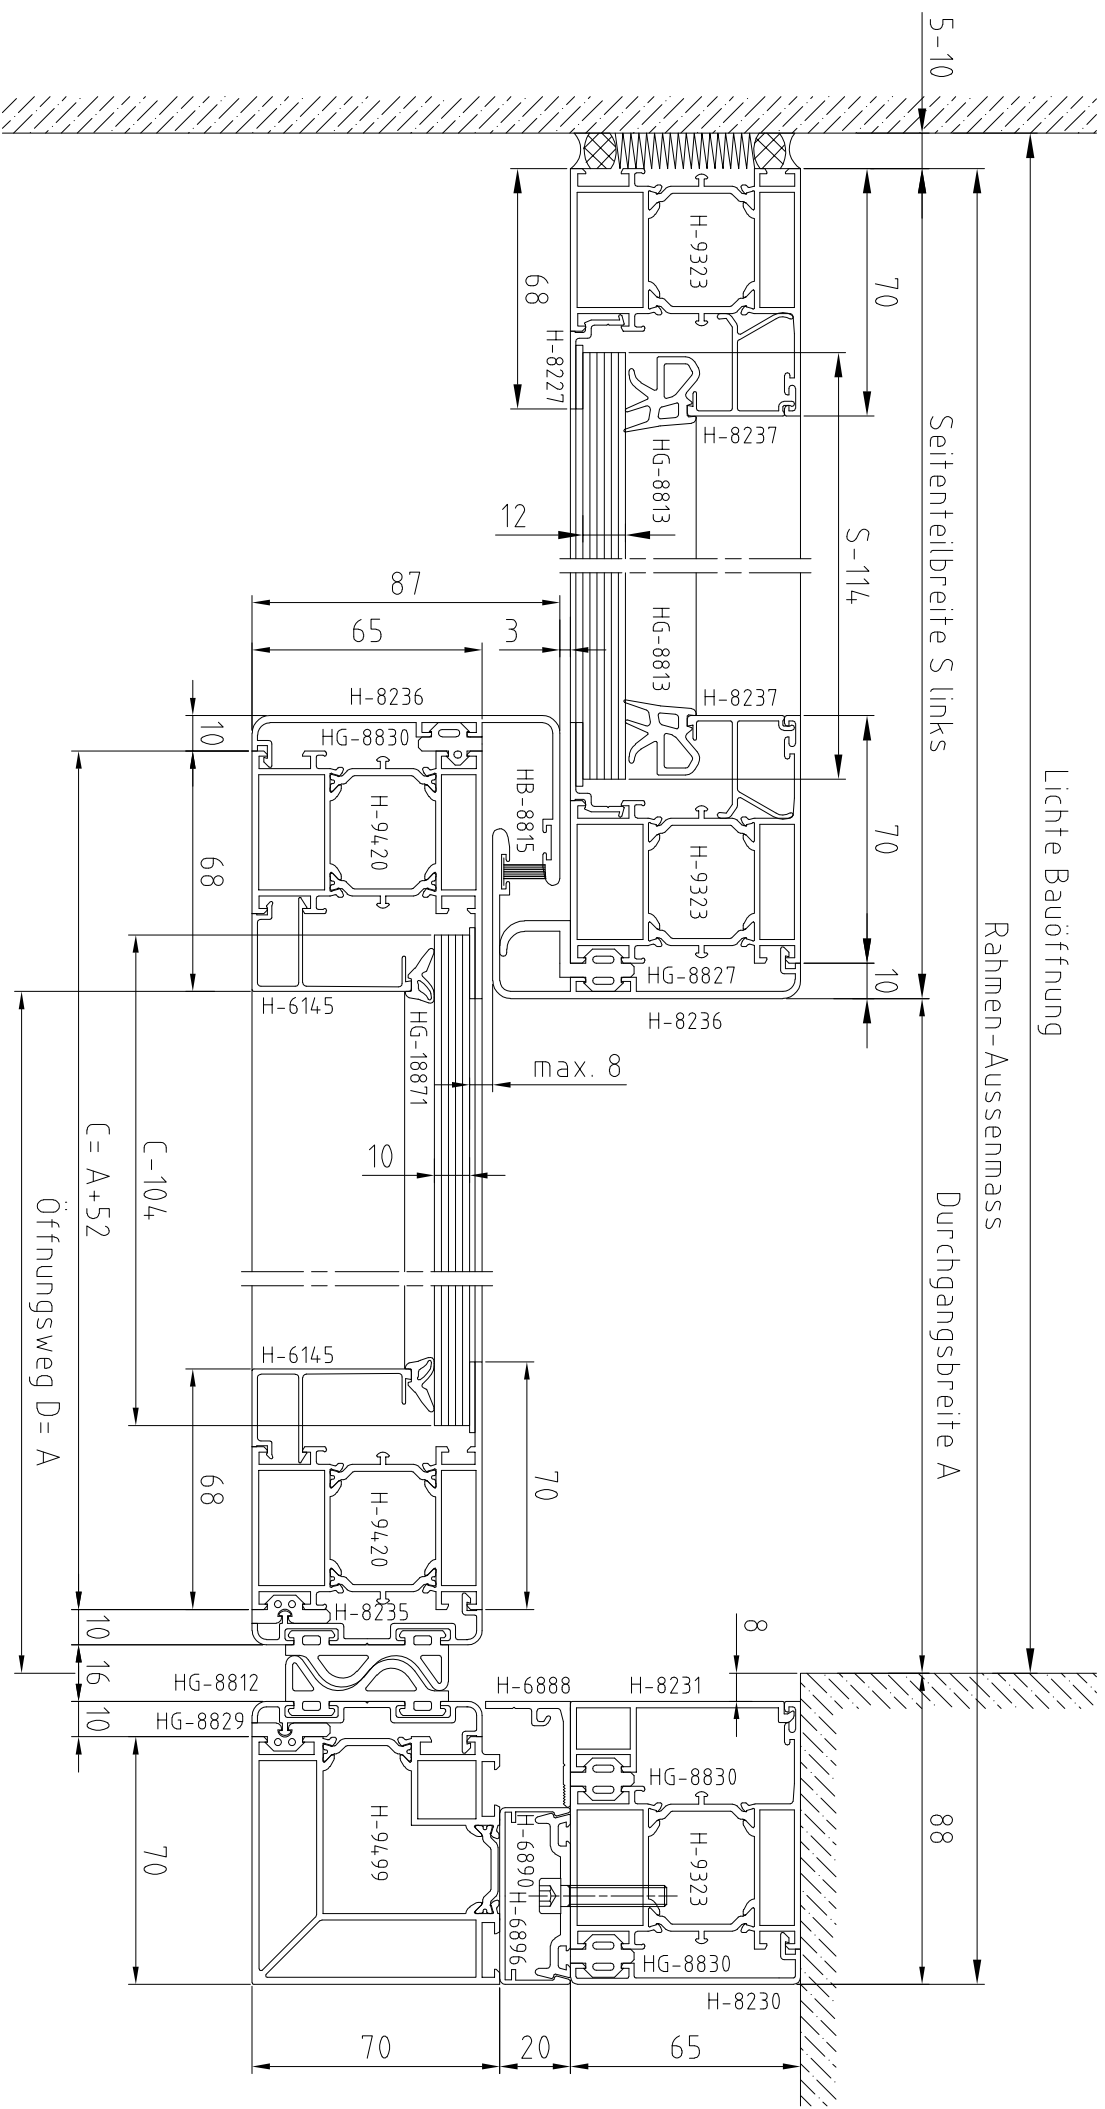 5-10
Lichte Bauöffnung
Rahmen-Aussenmass
Seitenteilbreite S links
Durchgangsbreite A
88
70
70
10
S-114
8
H-9323
68
H-8227
H-8237
HG-8813
12
HG-8813
H-8237
H-9323
HG-8827
H-8236
87
65
3
H-8236
10
HG-8830
HB-8815
H-9420
68
H-6145
HG-18871
max. 8
10
C-104
C= A+52
Öffnungsweg D= A
H-6145
70
68
H-9420
H-8235
10
16
10
HG-8812
HG-8829
H-6888
H-8231
HG-8830
H-9323
H-6890
H-6896
H-9499
70
HG-8830
H-8230
70
20
65